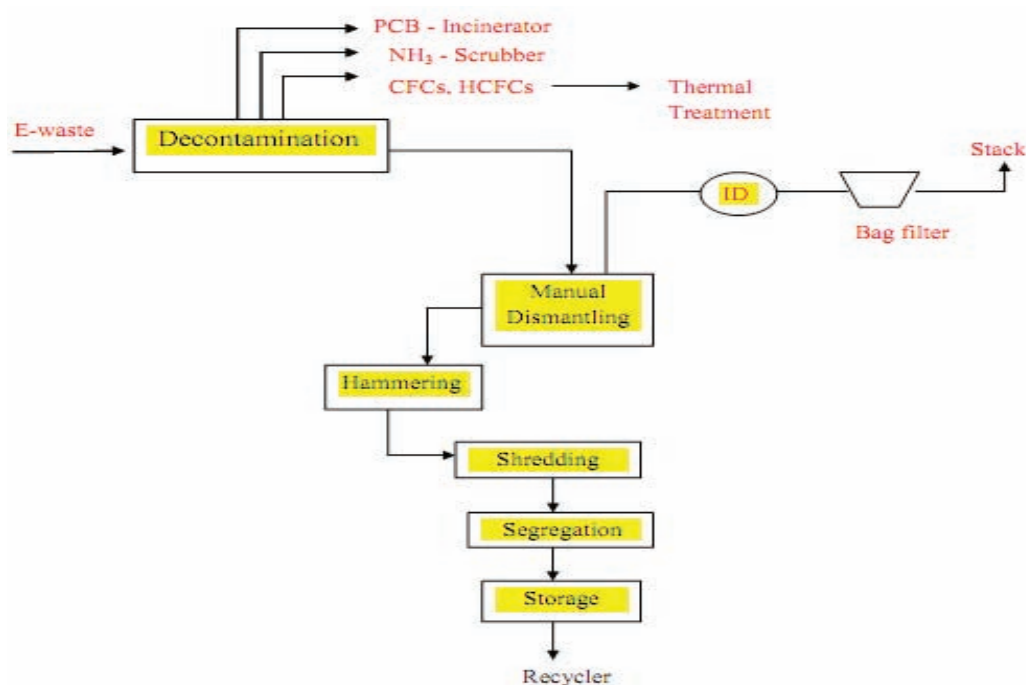 PCB - Incinerator
NH₃ - Scrubber
CFCs, HCFCs
Thermal
Treatment
E-waste
Decontamination
Stack
ID
Bag filter
Manual
Dismantling
Hammering
Shredding
Segregation
Storage
Recycler